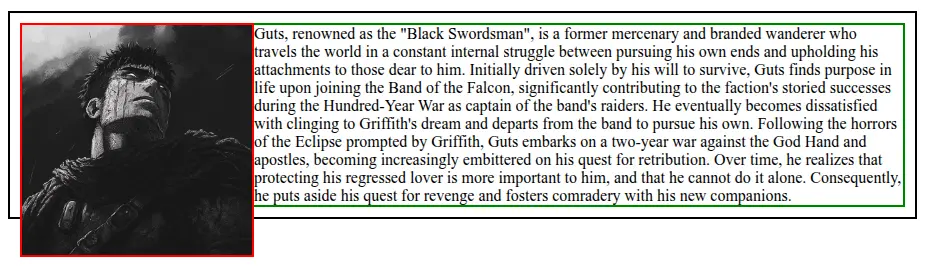 Guts, renowned as the "Black Swordsman", is a former mercenary and branded wanderer who
travels the world in a constant internal struggle between pursuing his own ends and upholding his
attachments to those dear to him. Initially driven solely by his will to survive, Guts finds purpose in
life upon joining the Band of the Falcon, significantly contributing to the faction's storied successes
during the Hundred-Year War as captain of the band's raiders. He eventually becomes dissatisfied
with clinging to Griffith's dream and departs from the band to pursue his own. Following the horrors
of the Eclipse prompted by Griffith, Guts embarks on a two-year war against the God Hand and
apostles, becoming increasingly embittered on his quest for retribution. Over time, he realizes that
protecting his regressed lover is more important to him, and that he cannot do it alone. Consequently,
he puts aside his quest for revenge and fosters comradery with his new companions.